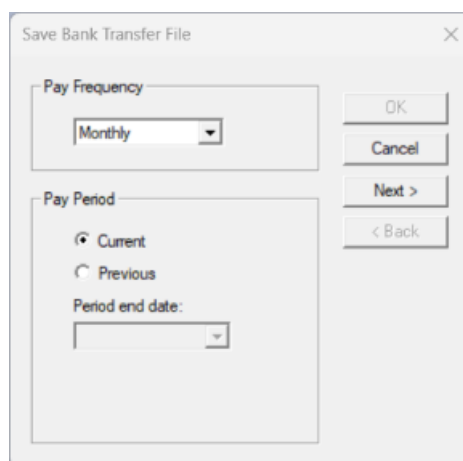 Save Bank Transfer File
Pay Frequency
Monthly
OK
Cancel
Next >
< Back
Pay Period
Current
Previous
Period end date: